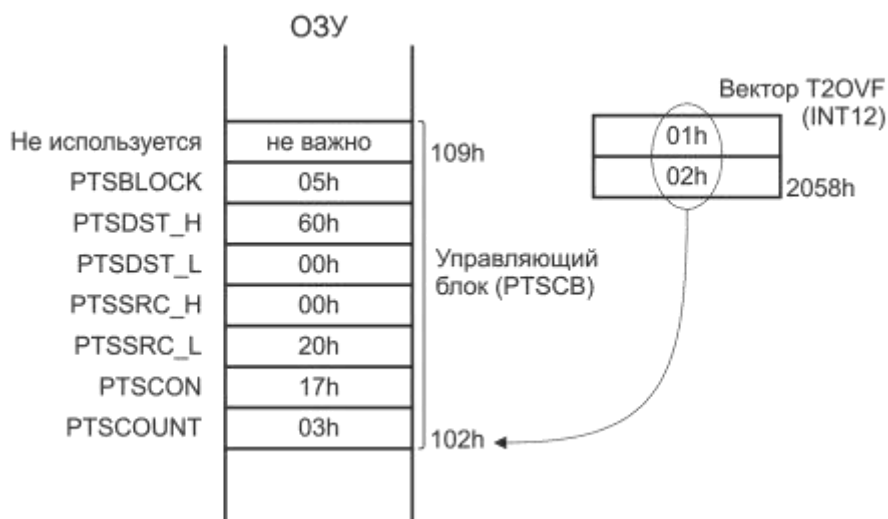 ОЗУ
Вектор T2OVF
(INT12)
Не используется не важно 109h 01h
PTSBLOCK 05h 02h 2058h
PTSDST_H 60h
PTSDST_L 00h Управляющий
PTSSRC_H 00h блок (PTSCB)
PTSSRC_L 20h
PTSCON 17h
PTSCOUNT 03h 102h